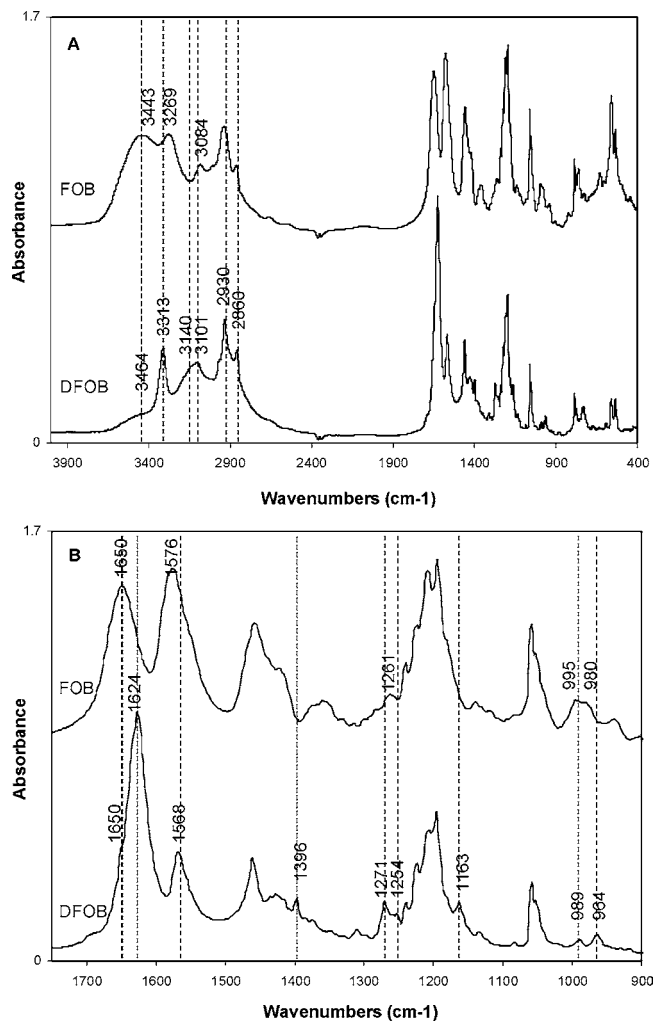 1.7
A
3443
3269
3084
FOB
Absorbance
2930
2860
3313
3140
3101
3464
DFOB
0
3900 3400 2900 2400 1900 1400 900 400
Wavenumbers (cm-1)
1.7
B
1650
1576
FOB
1261
995
980
1624
Absorbance
1650
1568
1396
1271
1254
1163
DFOB
989
964
0
1700 1600 1500 1400 1300 1200 1100 1000 900
Wavenumbers (cm-1)